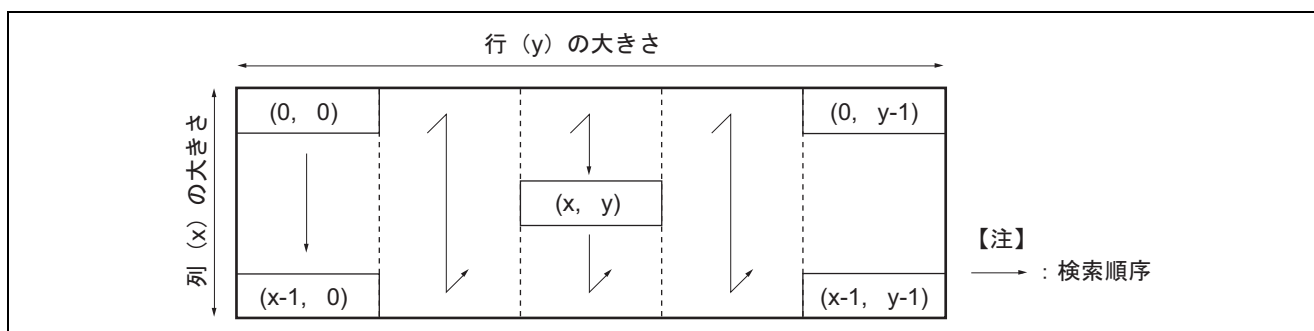 行（y）の大きさ
列（x）の大きさ
(0, 0)
(0, y-1)
(x, y)
(x-1, 0)
(x-1, y-1)
【注】
：検索順序